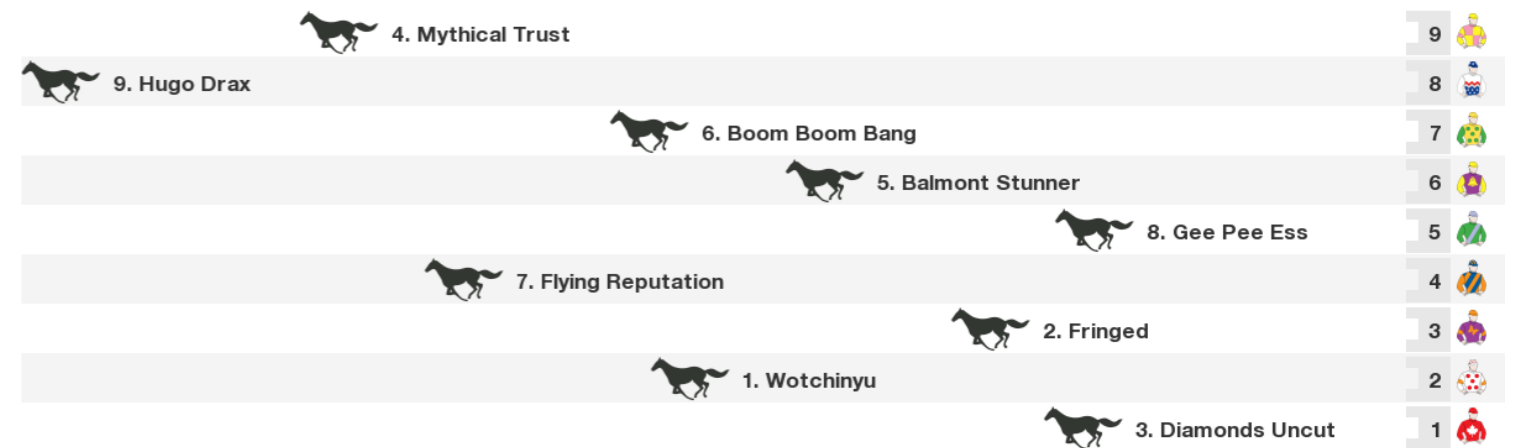 4. Mythical Trust 9
9. Hugo Drax 8
6. Boom Boom Bang 7
5. Balmont Stunner 6
8. Gee Pee Ess 5
7. Flying Reputation 4
2. Fringed 3
1. Wotchinyu 2
3. Diamonds Uncut 1